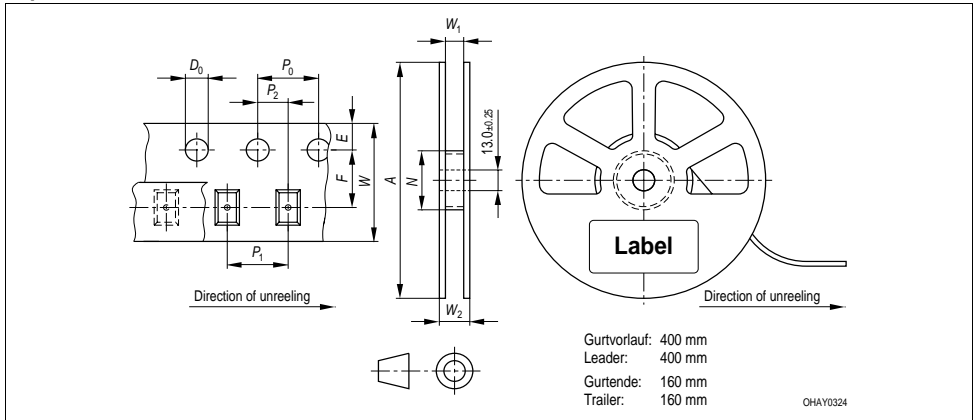 W1
D0
P0
P2
E
F
W
A
N
13.0±0.25
P1
Label
Direction of unreeling
W2
Direction of unreeling
Gurtvorlauf: 400 mm
Leader: 400 mm
Gurtende: 160 mm
Trailer: 160 mm
OHAY0324